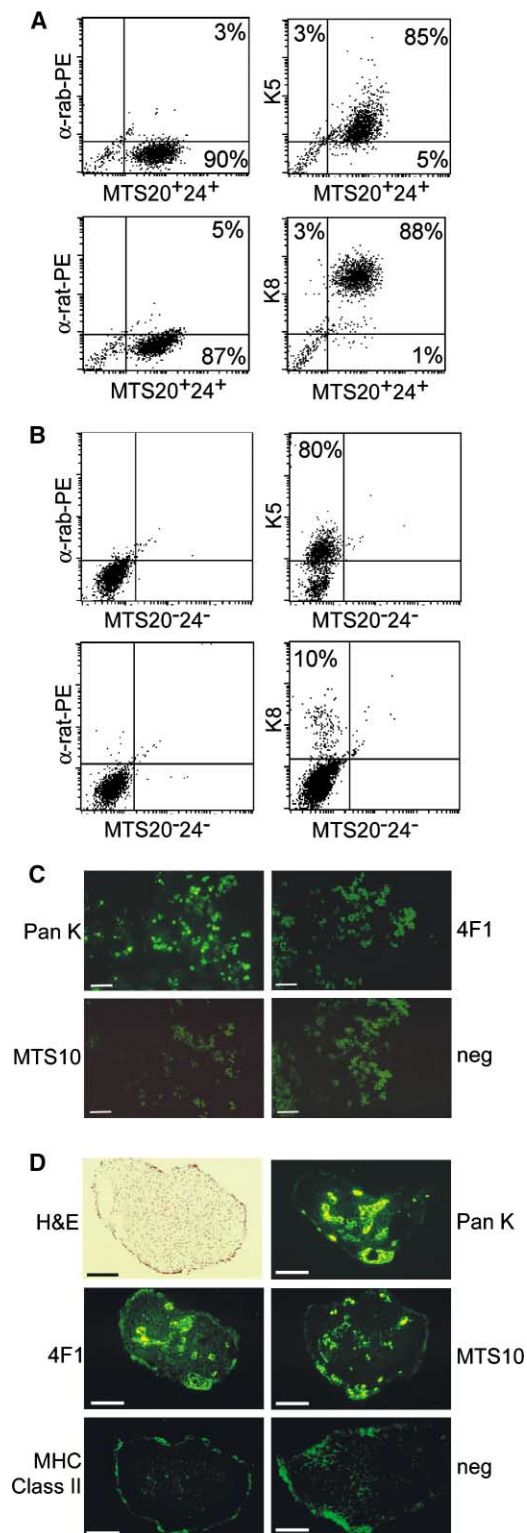 A
3%
α-rab-PE
90%
MTS20⁺24⁺
3%
85%
K5
5%
MTS20⁺24⁺
5%
α-rat-PE
87%
MTS20⁺24⁺
3%
88%
K8
1%
MTS20⁺24⁺
B
α-rab-PE
MTS20⁻24⁻
80%
K5
MTS20⁻24⁻
α-rat-PE
MTS20⁻24⁻
10%
K8
MTS20⁻24⁻
C
Pan K
4F1
MTS10
neg
D
H&E
Pan K
4F1
MTS10
MHC
Class II
neg